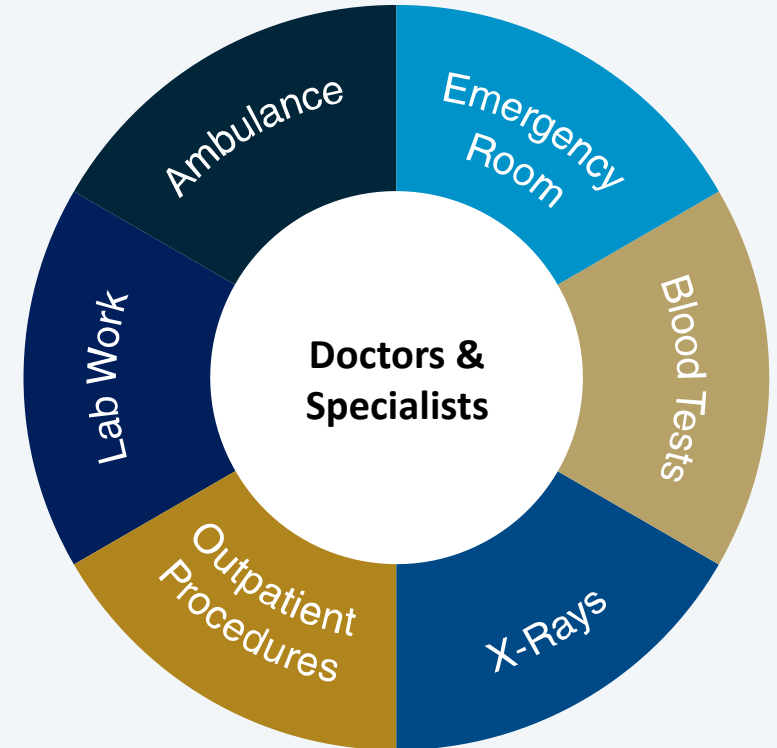 Emergency
Room
Blood Tests
X-Rays
Outpatient
Procedures
Lab Work
Ambulance
Doctors &
Specialists